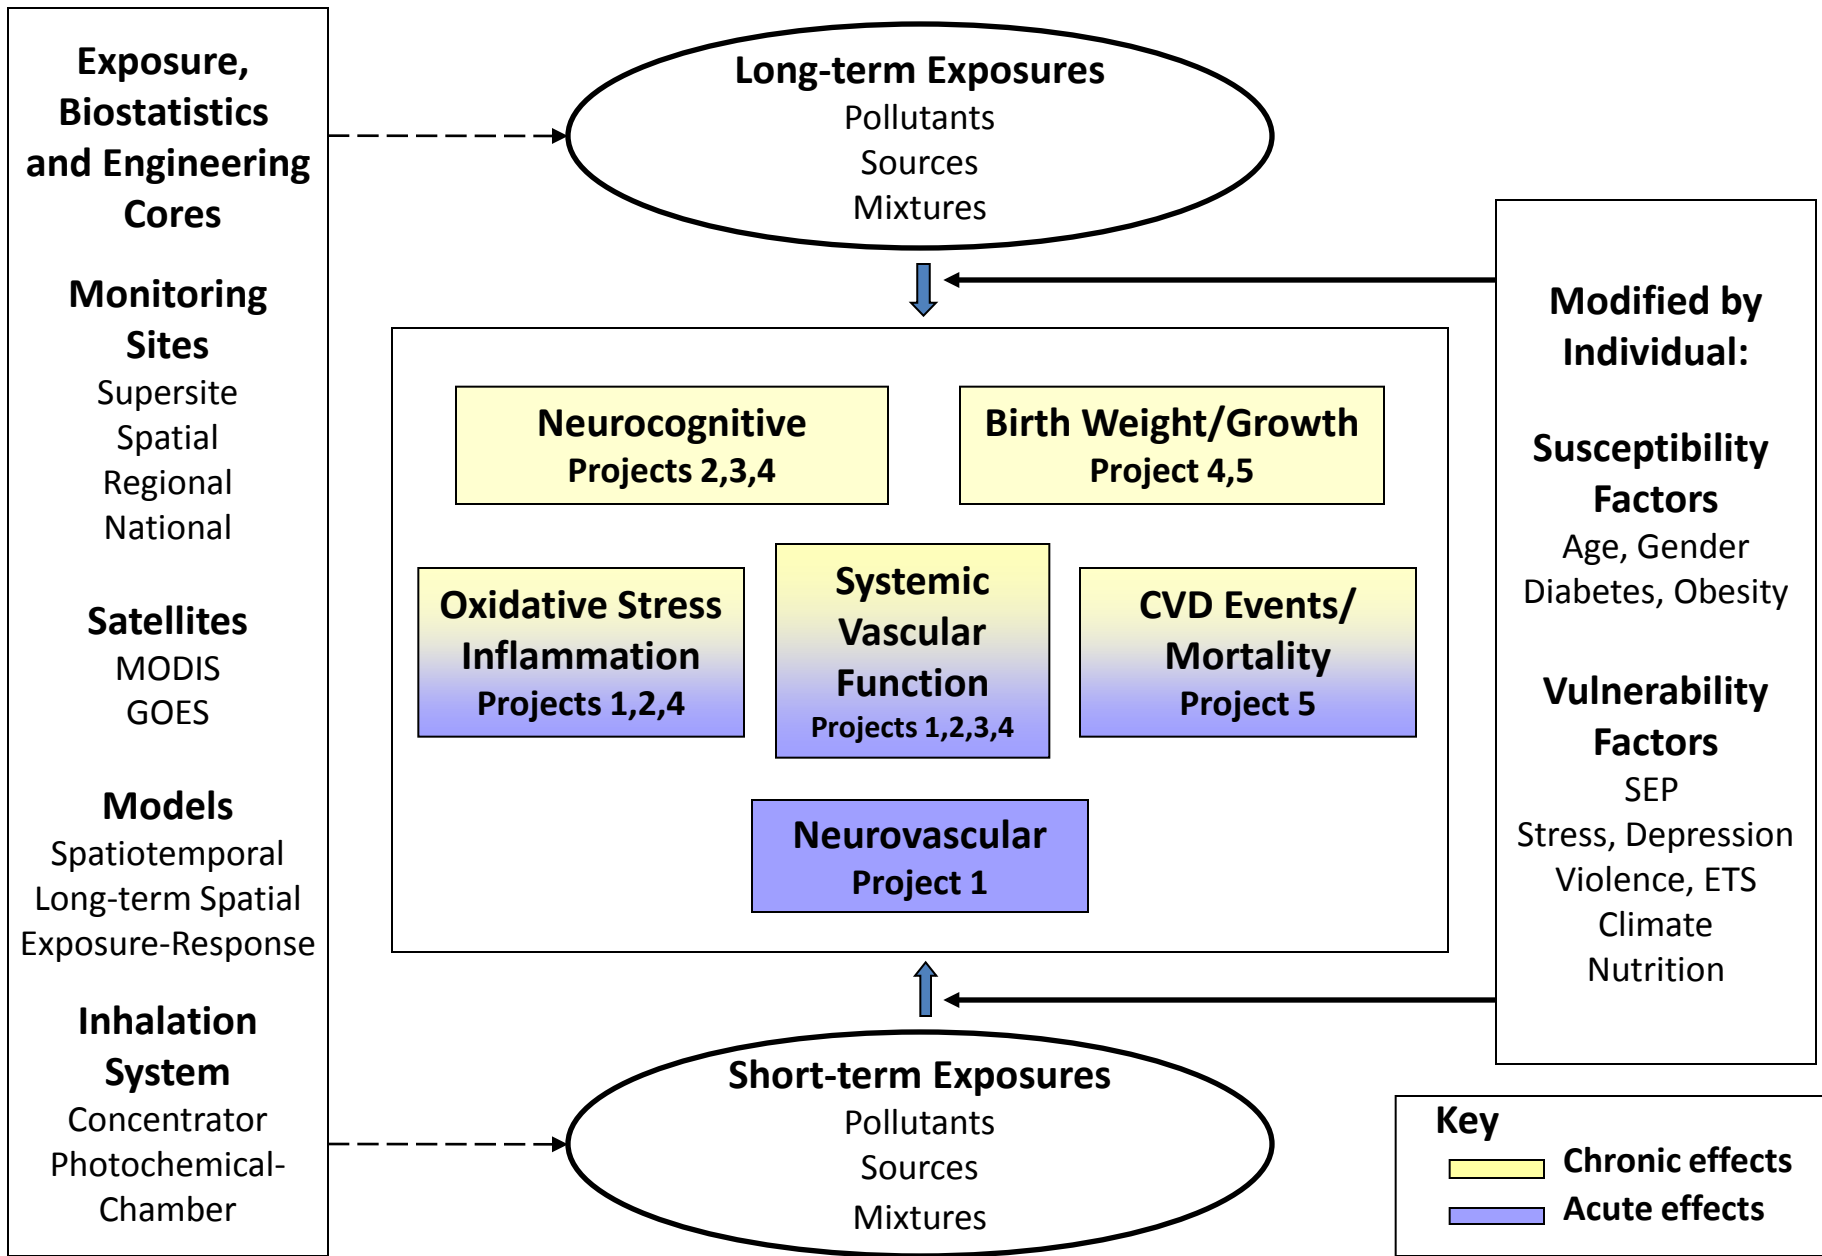 Exposure,
Biostatistics
and Engineering
Cores
Monitoring
Sites
Supersite
Spatial
Regional
National
Satellites
MODIS
GOES
Models
Spatiotemporal
Long-term Spatial
Exposure-Response
Inhalation
System
Concentrator
Photochemical-
Chamber
Long-term Exposures
Pollutants
Sources
Mixtures
Neurocognitive
Projects 2,3,4
Birth Weight/Growth
Project 4,5
Oxidative Stress
Inflammation
Projects 1,2,4
Systemic
Vascular
Function
Projects 1,2,3,4
CVD Events/
Mortality
Project 5
Neurovascular
Project 1
Short-term Exposures
Pollutants
Sources
Mixtures
Modified by
Individual:
Susceptibility
Factors
Age, Gender
Diabetes, Obesity
Vulnerability
Factors
SEP
Stress, Depression
Violence, ETS
Climate
Nutrition
Key
Chronic effects
Acute effects